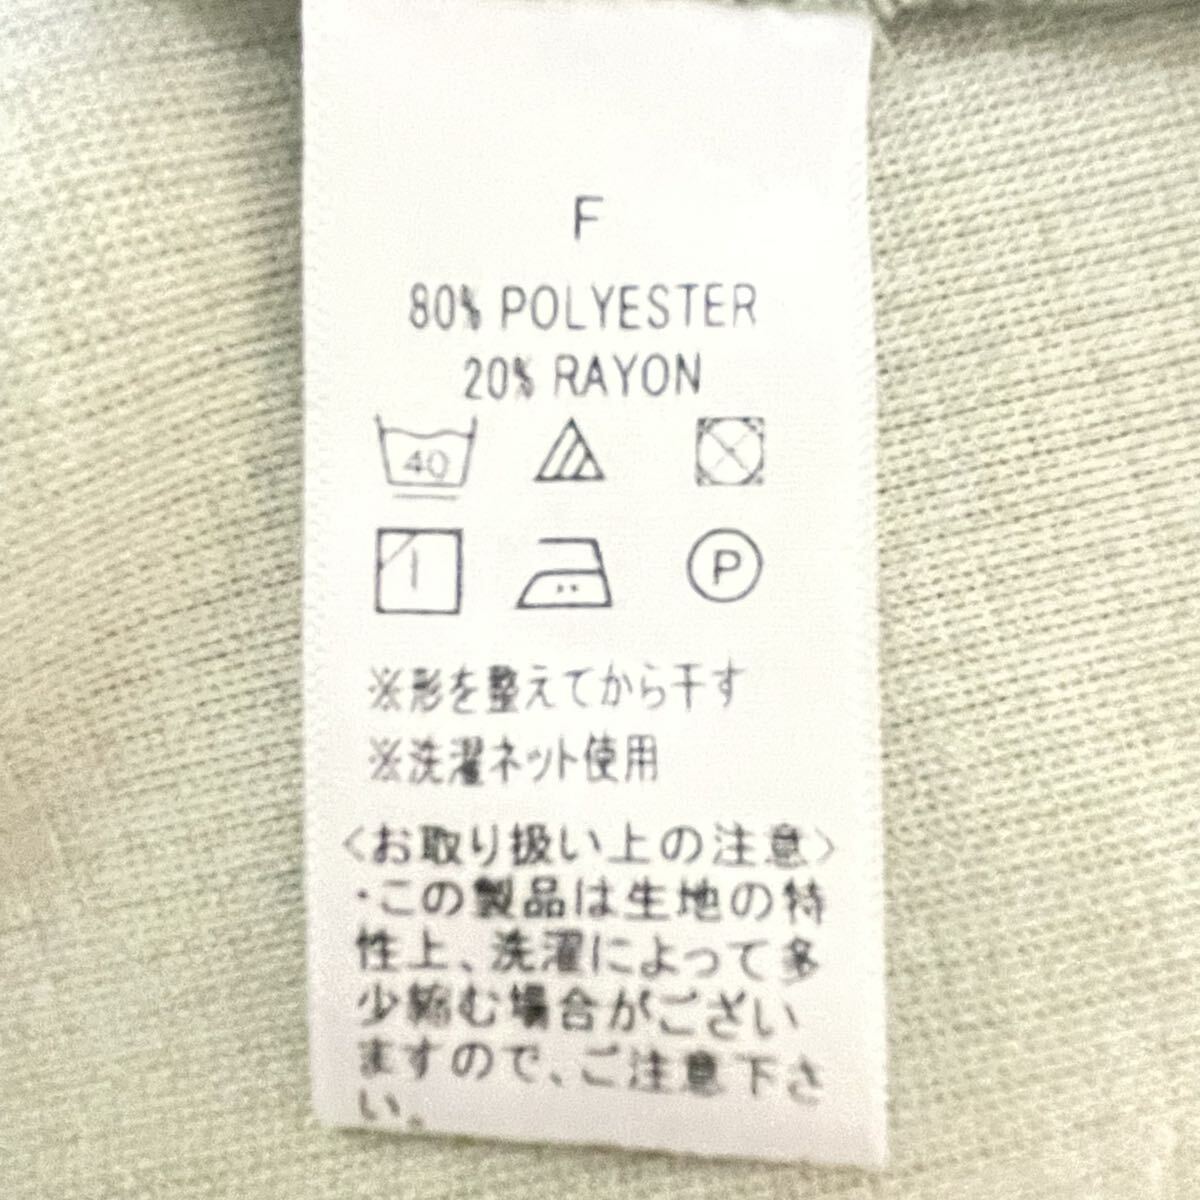 F
80% POLYESTER
20% RAYON
40
P
※形を整えてから干す
※洗濯ネット使用
<お取り扱い上の注意>
・この製品は生地の特
性上、洗濯によって多
少縮む場合がござい
ますので、ご注意下さ
い。